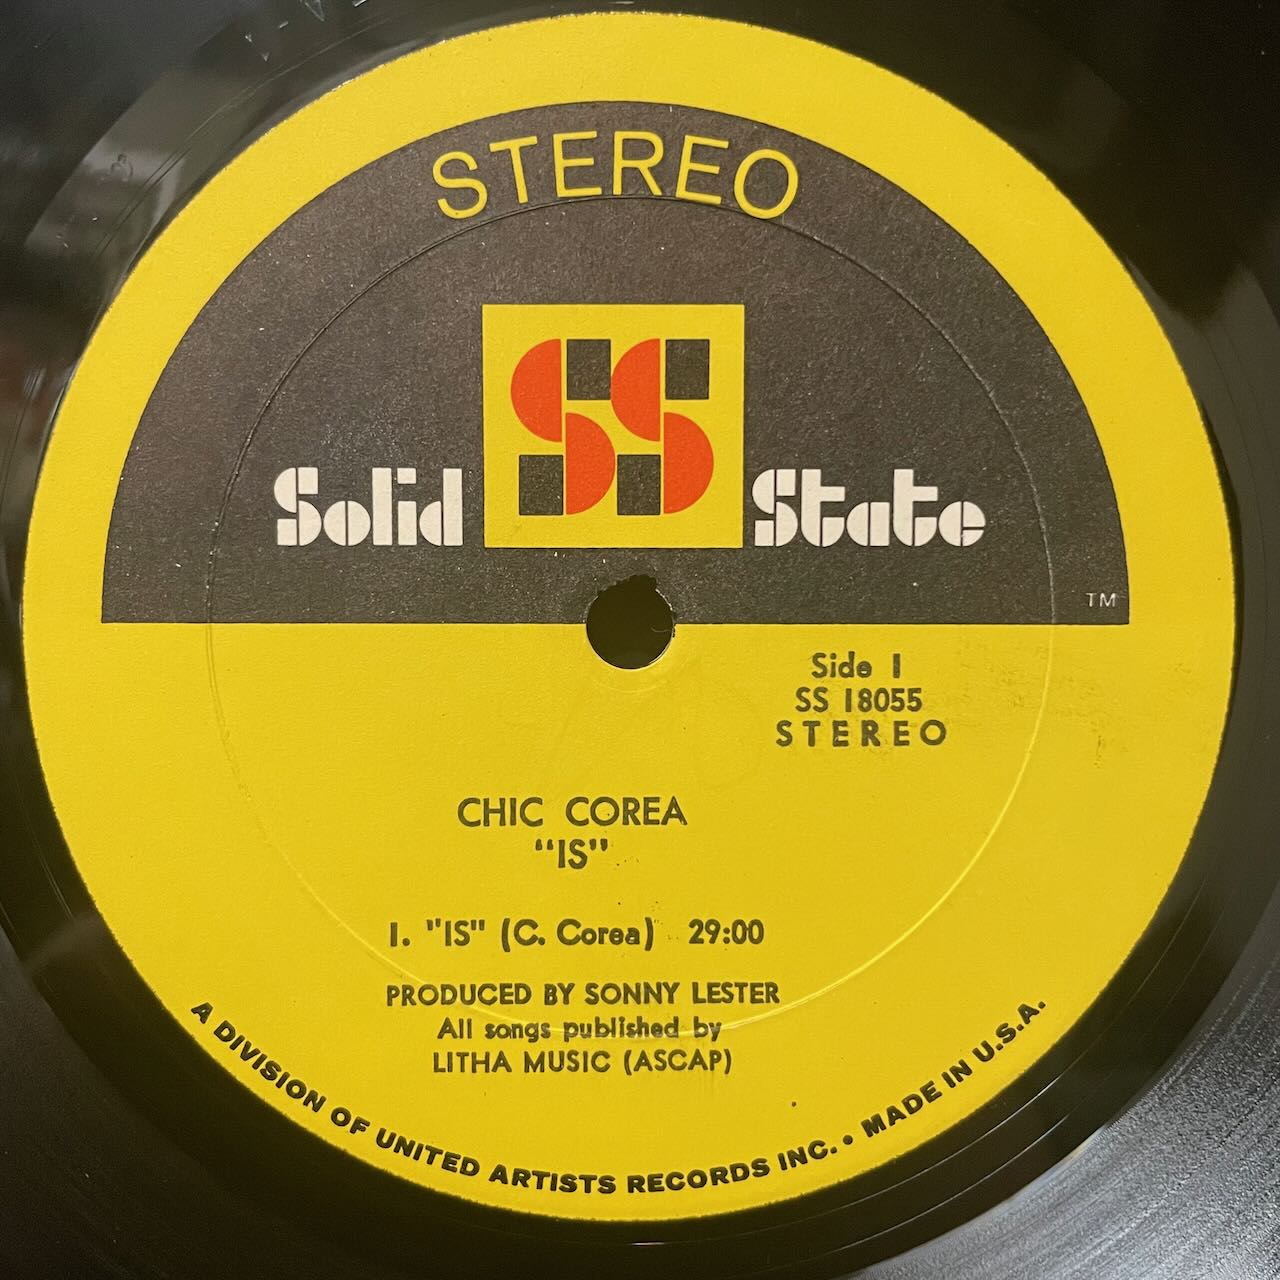 STEREO
SS
Solid State
TM
Side 1
SS 18055
STEREO
CHIC COREA
"IS"
1. "IS" (C. Corea) 29:00
PRODUCED BY SONNY LESTER
All songs published by
LITHA MUSIC (ASCAP)
A DIVISION OF UNITED ARTISTS RECORDS INC. • MADE IN U.S.A.